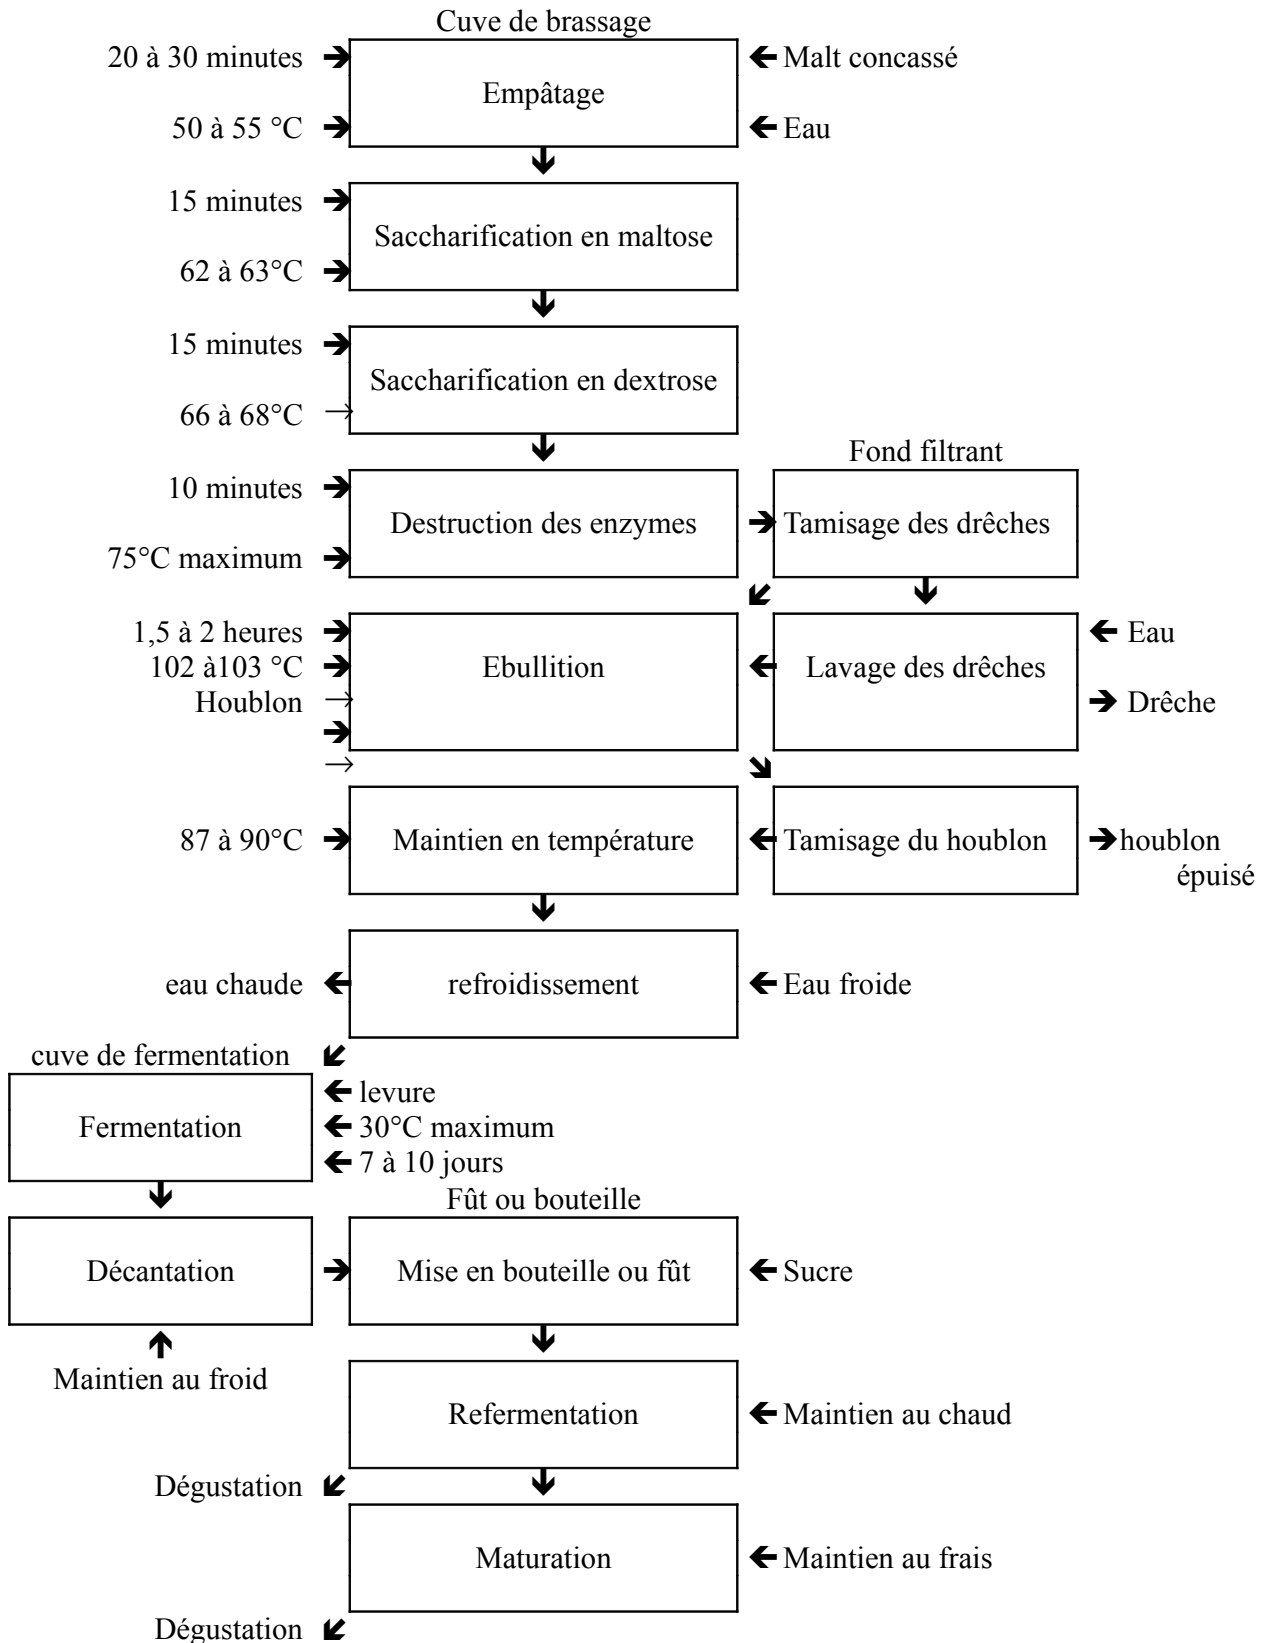 Cuve de brassage
20 à 30 minutes
Malt concassé
Empâtage
50 à 55 °C
Eau
15 minutes
Saccharification en maltose
62 à 63°C
15 minutes
Saccharification en dextrose
66 à 68°C
Fond filtrant
10 minutes
Destruction des enzymes
Tamisage des drêches
75°C maximum
1,5 à 2 heures
Eau
102 à103 °C
Ebullition
Lavage des drêches
Houblon
Drêche
87 à 90°C
Maintien en température
Tamisage du houblon
houblon
épuisé
eau chaude
refroidissement
Eau froide
cuve de fermentation
levure
Fermentation
30°C maximum
7 à 10 jours
Fût ou bouteille
Décantation
Mise en bouteille ou fût
Sucre
Maintien au froid
Refermentation
Maintien au chaud
Dégustation
Maturation
Maintien au frais
Dégustation